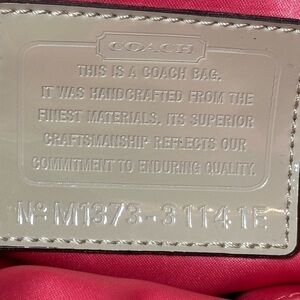 COACH
THIS IS A COACH BAG.
IT WAS HANDCRAFTED FROM THE
FINEST MATERIALS. ITS SUPERIOR
CRAFTSMANSHIP REFLECTS OUR
COMMITMENT TO ENDURING QUALITY.
Nº M1373-31141E